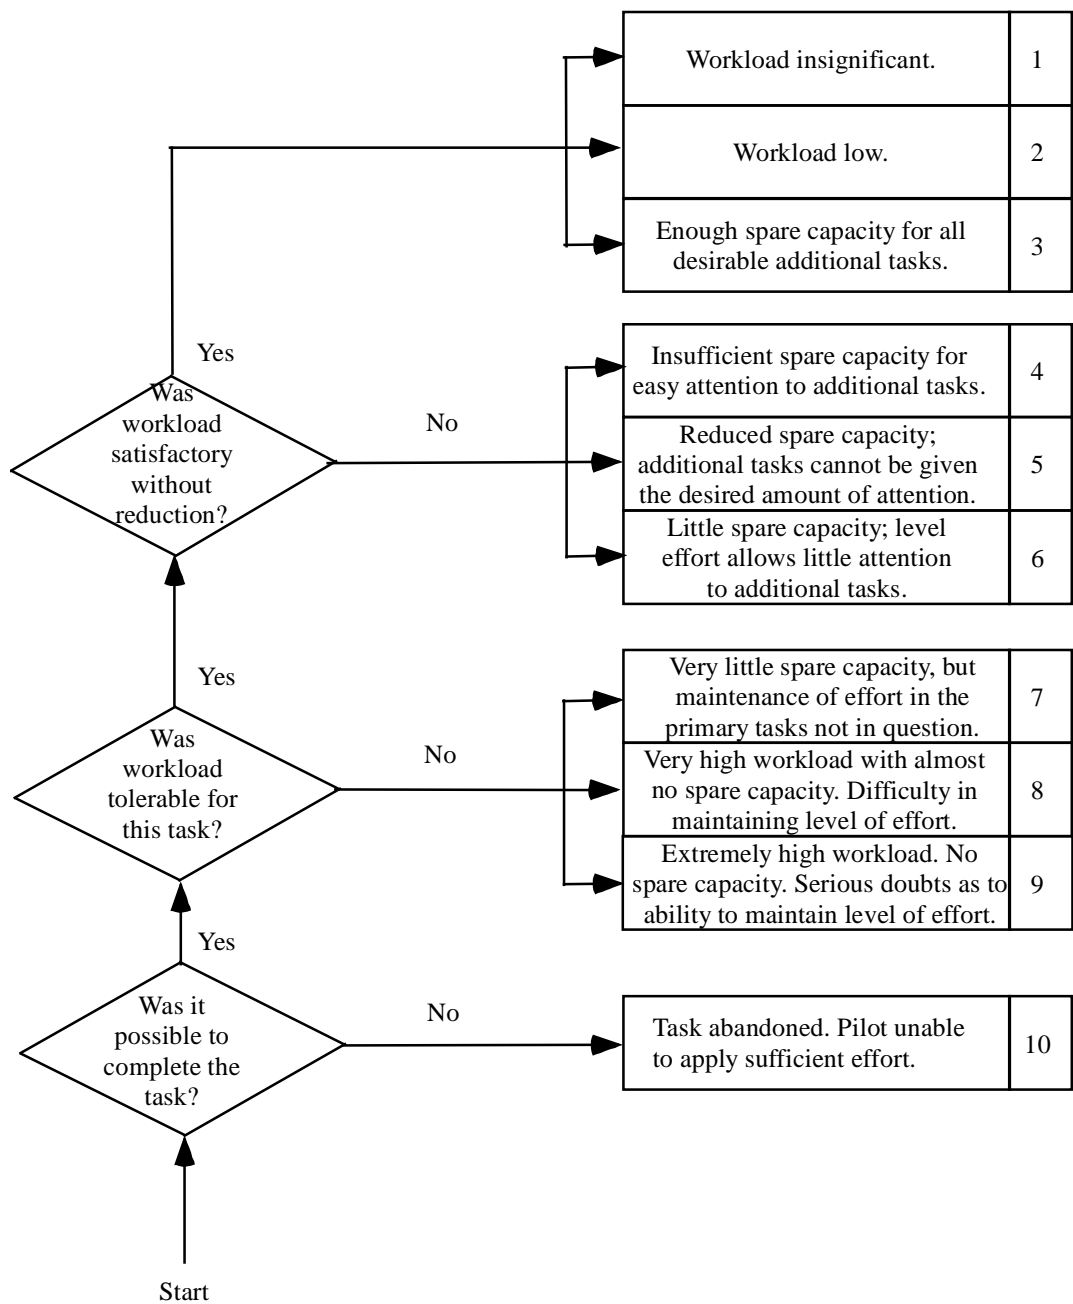 Workload insignificant.
1
Workload low.
2
Enough spare capacity for all
desirable additional tasks.
3
Yes
Was
workload
satisfactory
without
reduction?
No
Insufficient spare capacity for
easy attention to additional tasks.
4
Reduced spare capacity;
additional tasks cannot be given
the desired amount of attention.
5
Little spare capacity; level
effort allows little attention
to additional tasks.
6
Yes
Was
workload
tolerable for
this task?
No
Very little spare capacity, but
maintenance of effort in the
primary tasks not in question.
7
Very high workload with almost
no spare capacity. Difficulty in
maintaining level of effort.
8
Extremely high workload. No
spare capacity. Serious doubts as to
ability to maintain level of effort.
9
Yes
Was it
possible to
complete the
task?
No
Task abandoned. Pilot unable
to apply sufficient effort.
10
Start